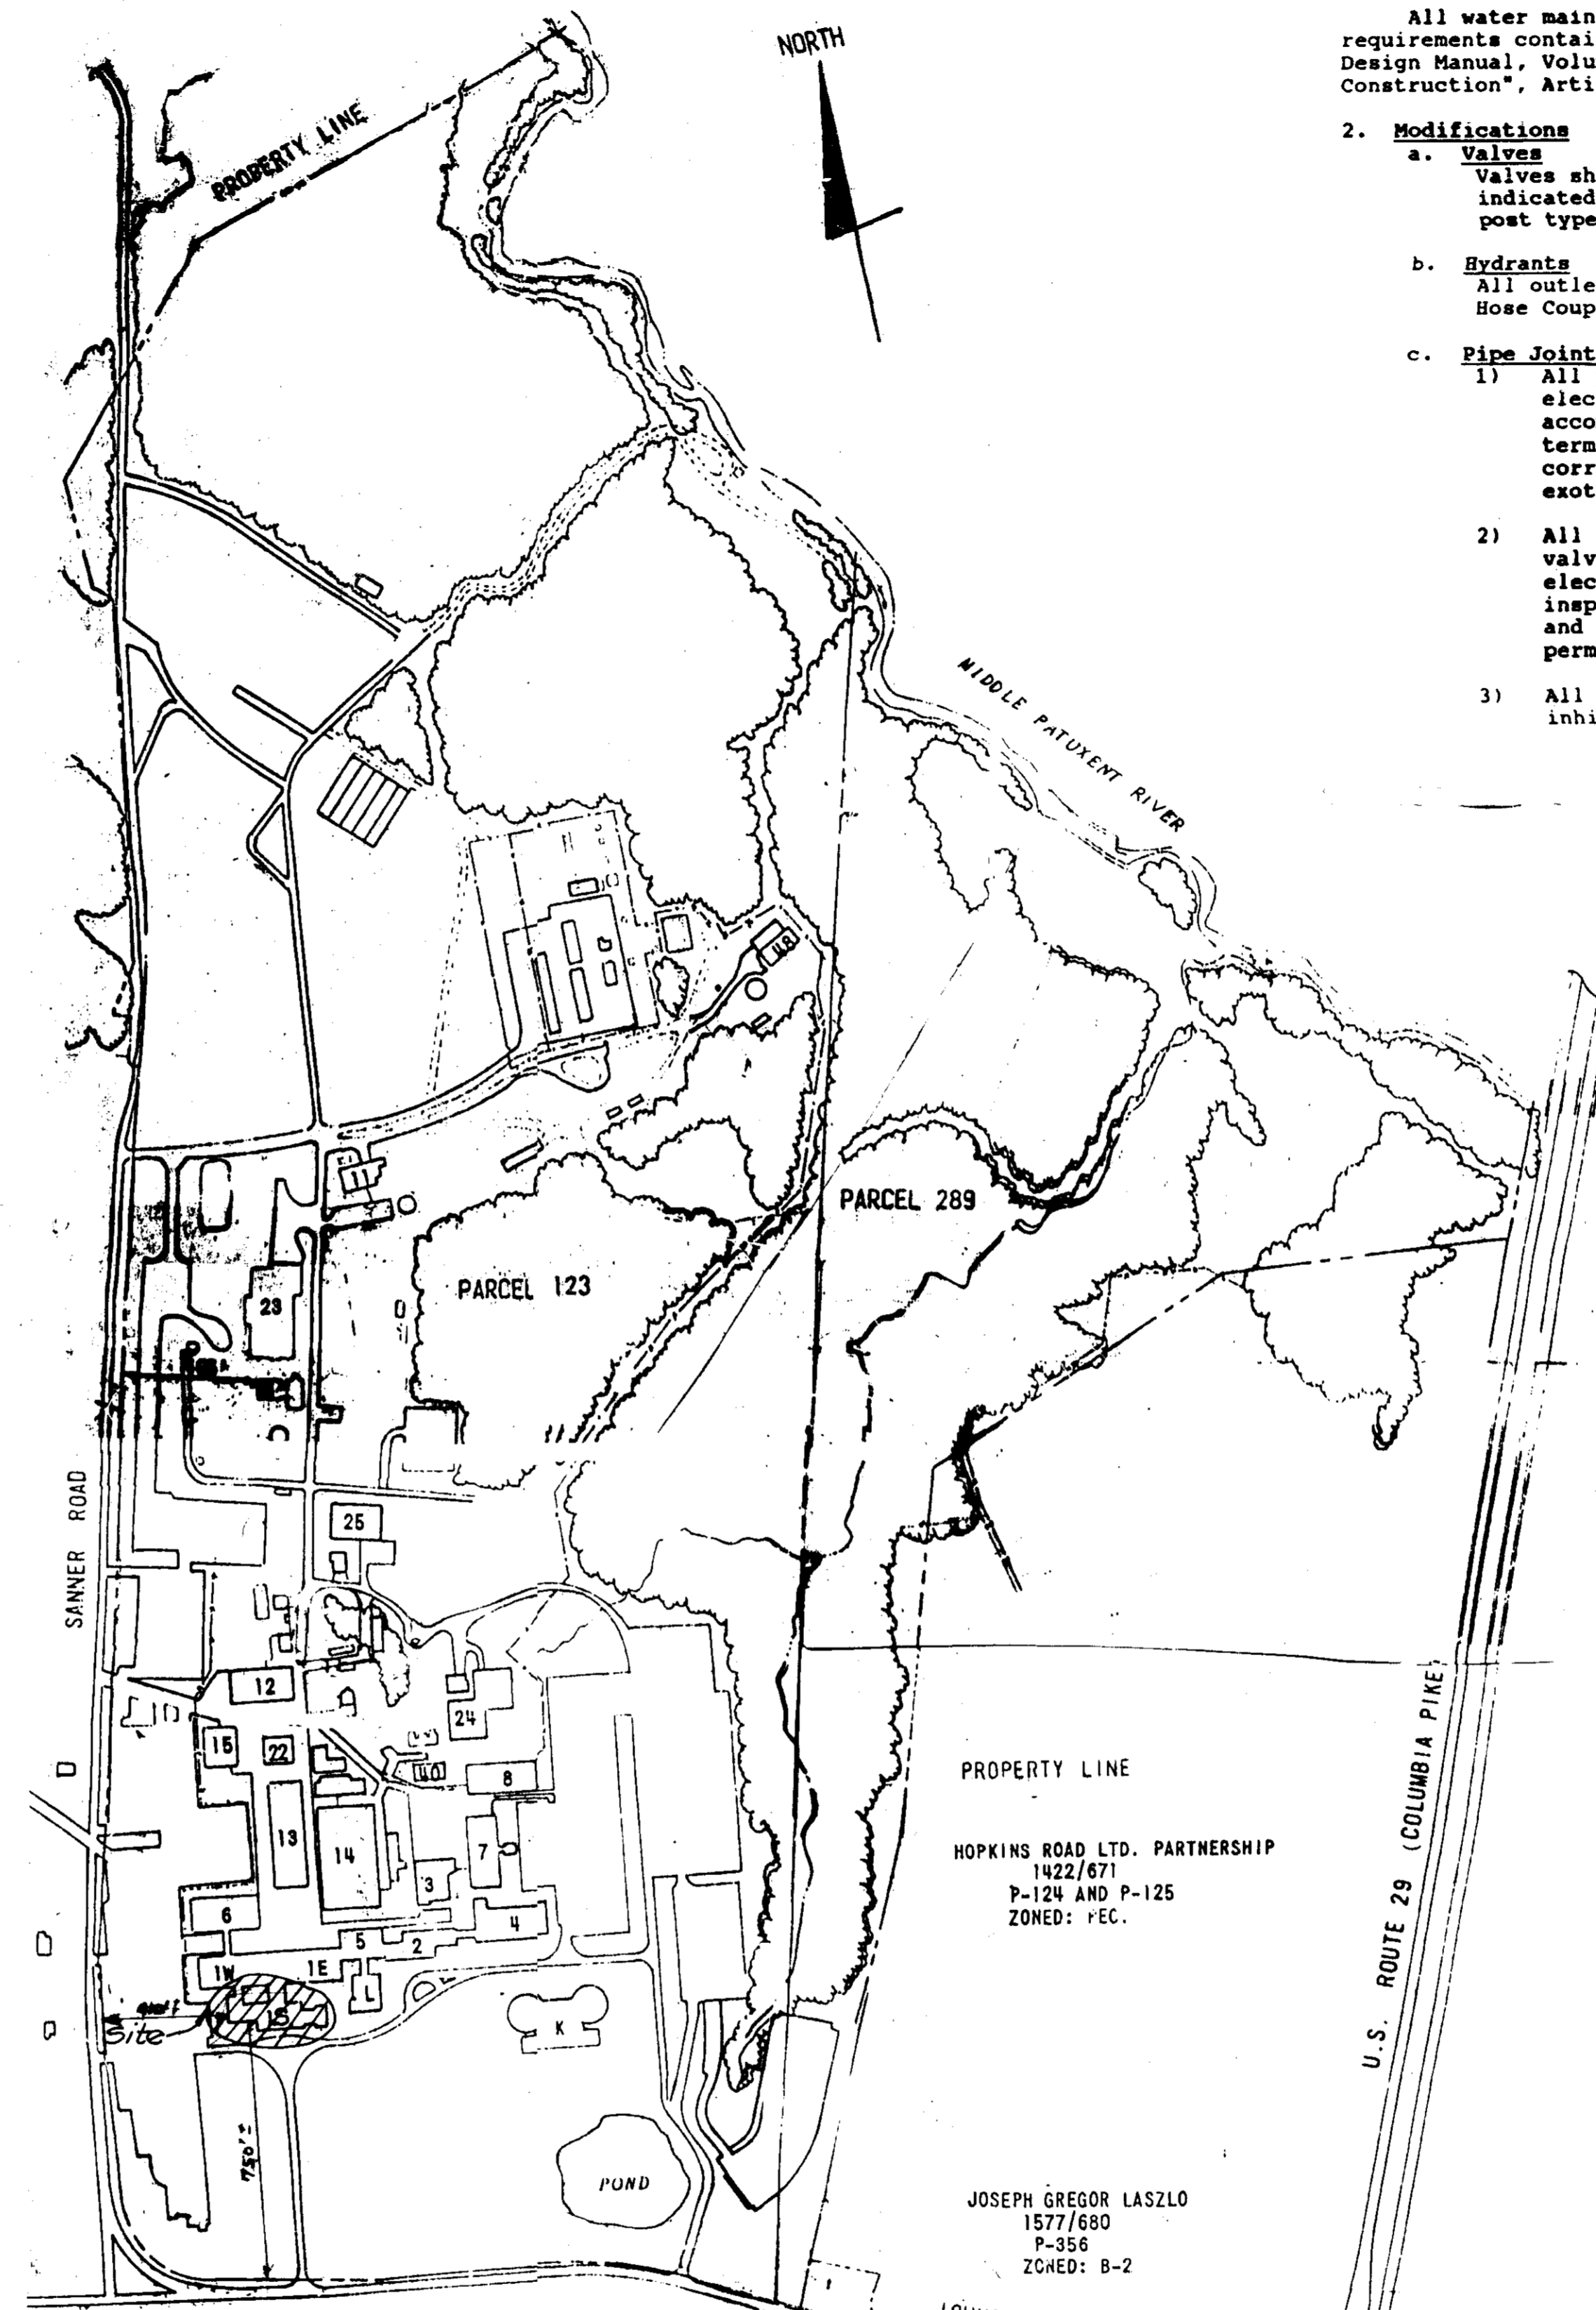 NORTH
PROPERTY LINE
All water main
requirements contai
Design Manual, Volu
Construction", Arti
2. Modifications
a. Valves
Valves sh
indicated
post type
b. Hydrants
All outle
Hose Coup
c. Pipe Joint
1) All
elec
acco
term
corr
exot
2) All
valv
elec
insp
and
perm
3) All
inhi
MIDDLE PATUXENT RIVER
48
11
PARCEL 289
PARCEL 123
23
SANNER ROAD
25
12
24
15
22
40
8
13
14
7
3
6
4
5
2
1W
1E
L
1S
Site
K
750'±
POND
PROPERTY LINE
HOPKINS ROAD LTD. PARTNERSHIP
1422/671
P-124 AND P-125
ZONED: PEC.
U.S. ROUTE 29 (COLUMBIA PIKE)
JOSEPH GREGOR LASZLO
1577/680
P-356
ZONED: B-2